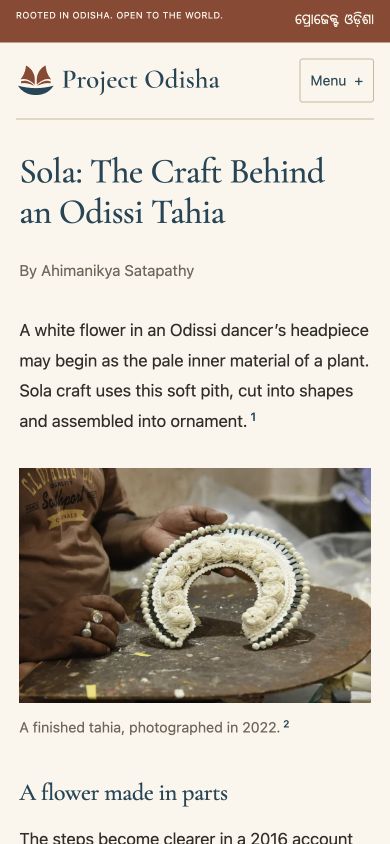 ROOTED IN ODISHA. OPEN TO THE WORLD.
ପ୍ରୋଜେକ୍ଟ ଓଡ଼ିଶା
Project Odisha
Menu +
Sola: The Craft Behind
an Odissi Tahia
By Ahimanikya Satapathy
A white flower in an Odissi dancer’s headpiece
may begin as the pale inner material of a plant.
Sola craft uses this soft pith, cut into shapes
and assembled into ornament. 1
A finished tahia, photographed in 2022. 2
A flower made in parts
The steps become clearer in a 2016 account